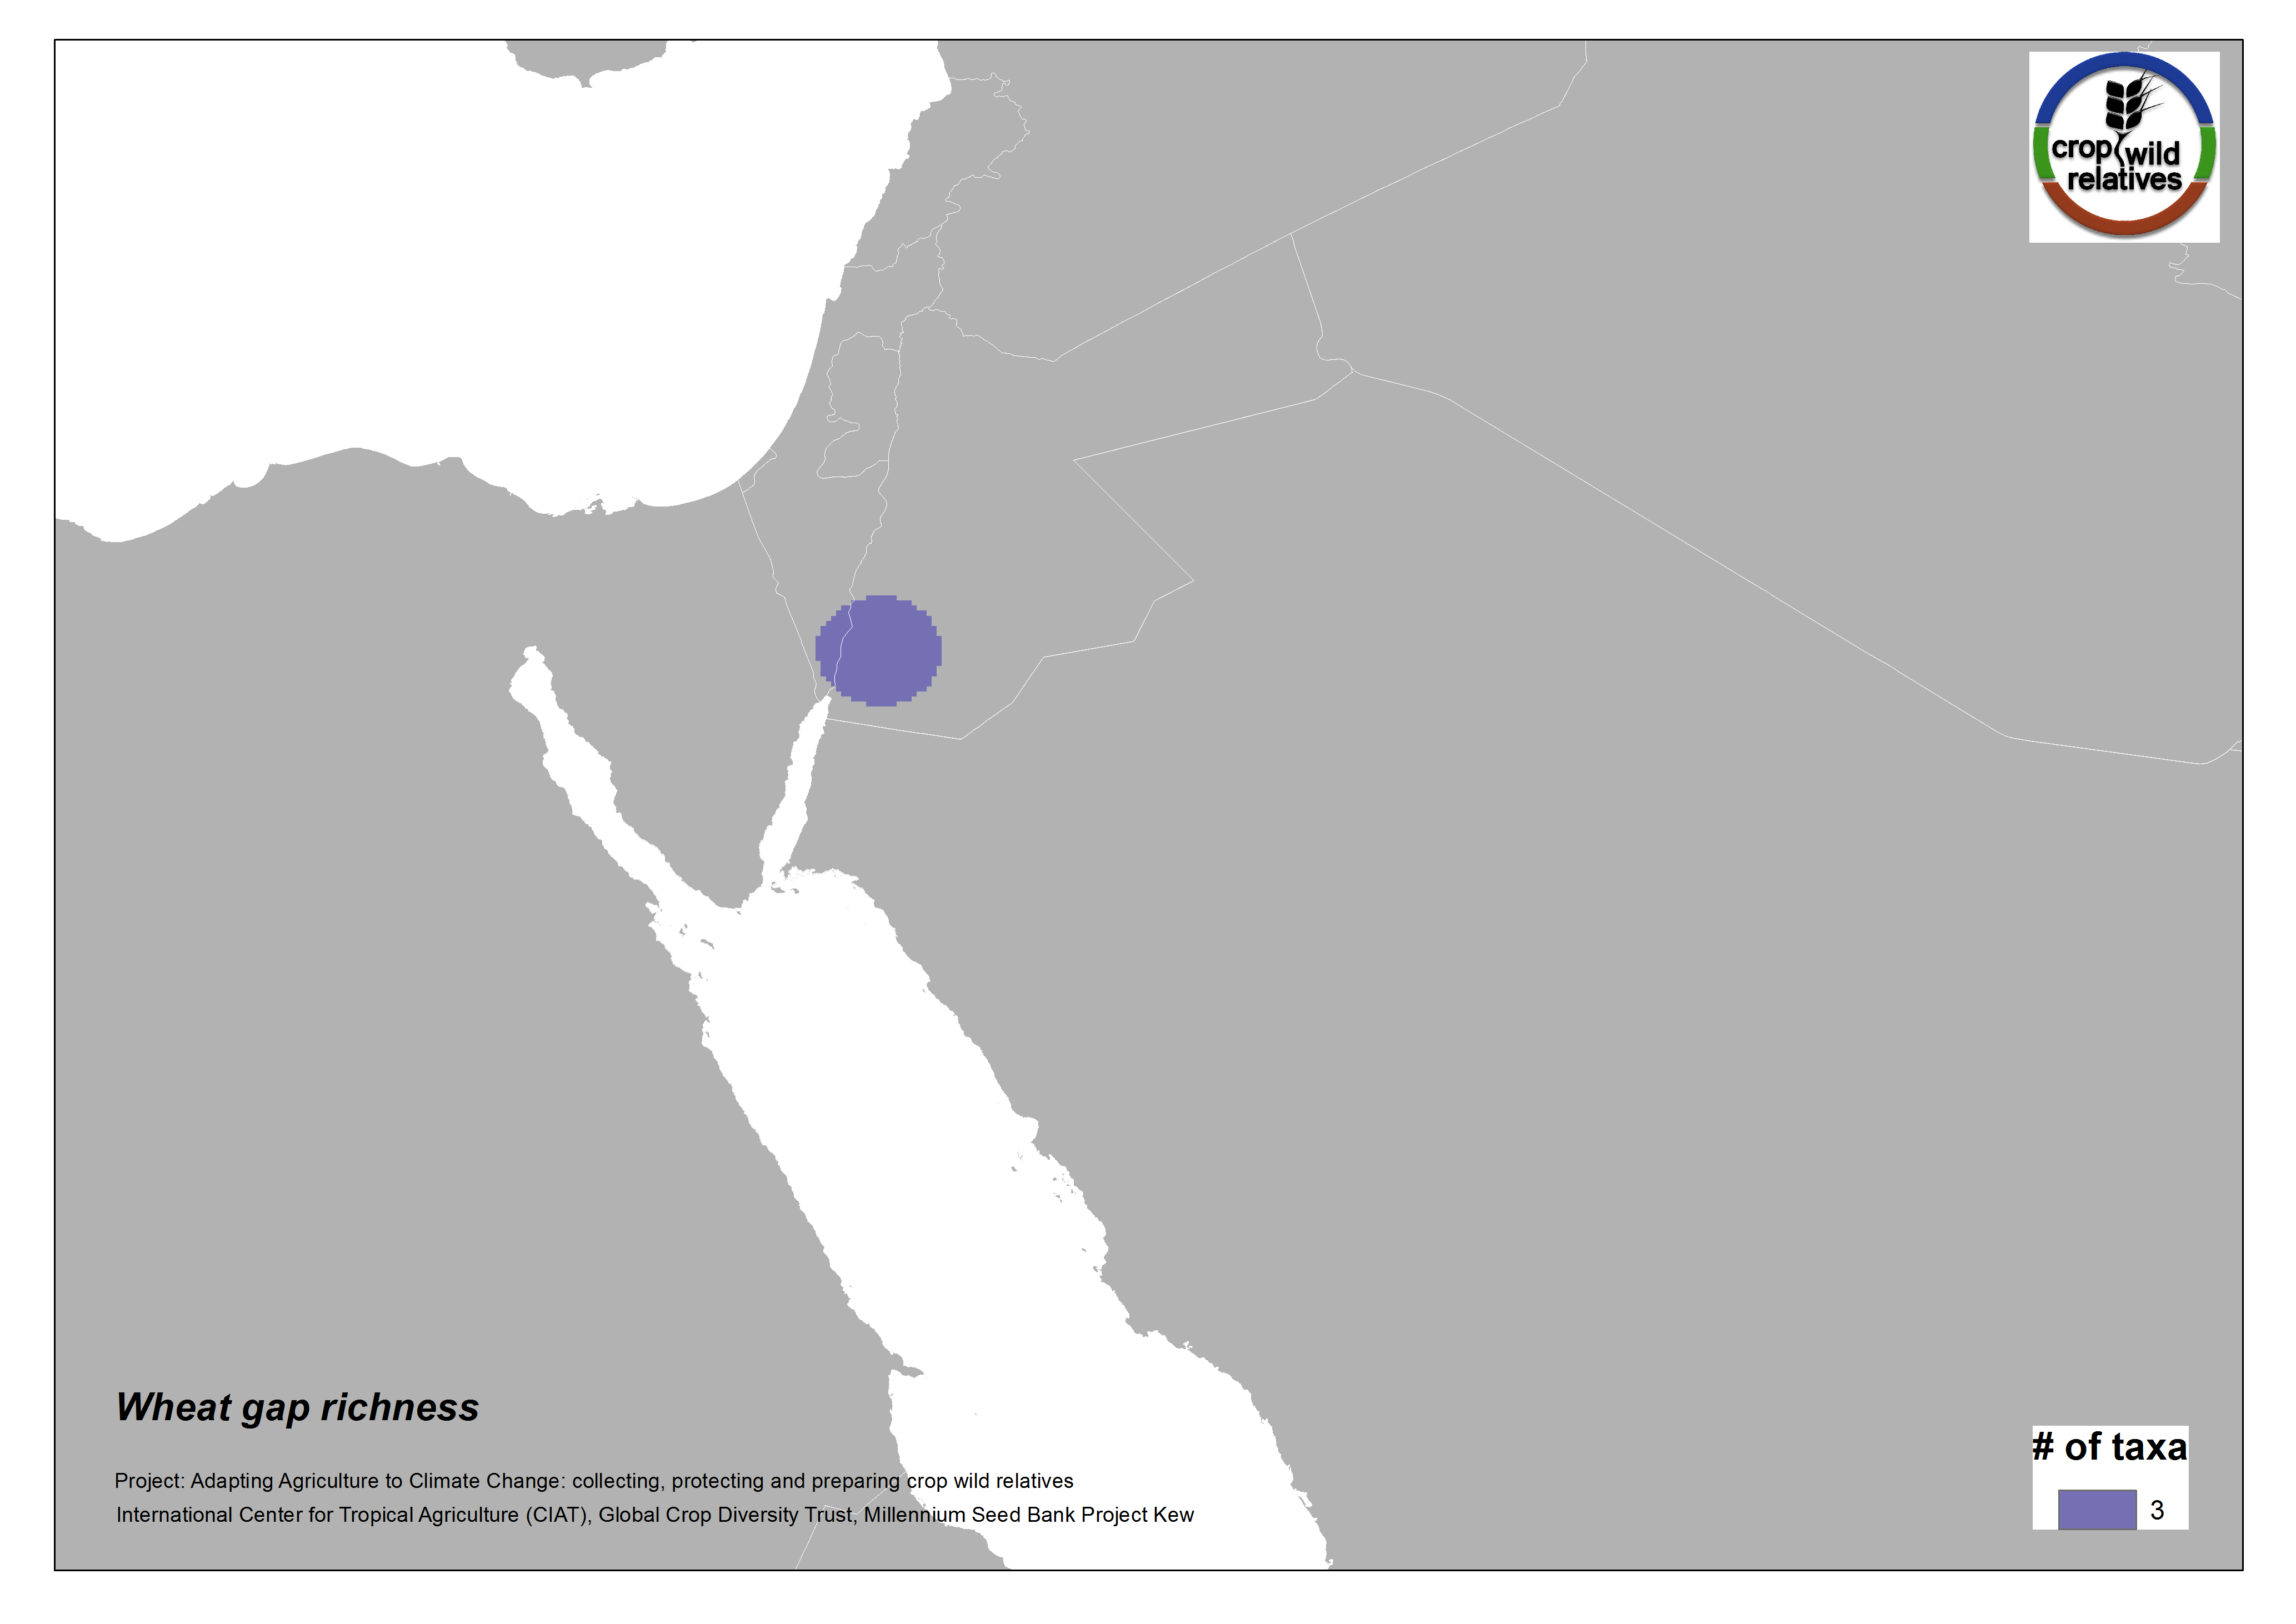 crop wild
relatives
Wheat gap richness
Project: Adapting Agriculture to Climate Change: collecting, protecting and preparing crop wild relatives
International Center for Tropical Agriculture (CIAT), Global Crop Diversity Trust, Millennium Seed Bank Project Kew
# of taxa
3